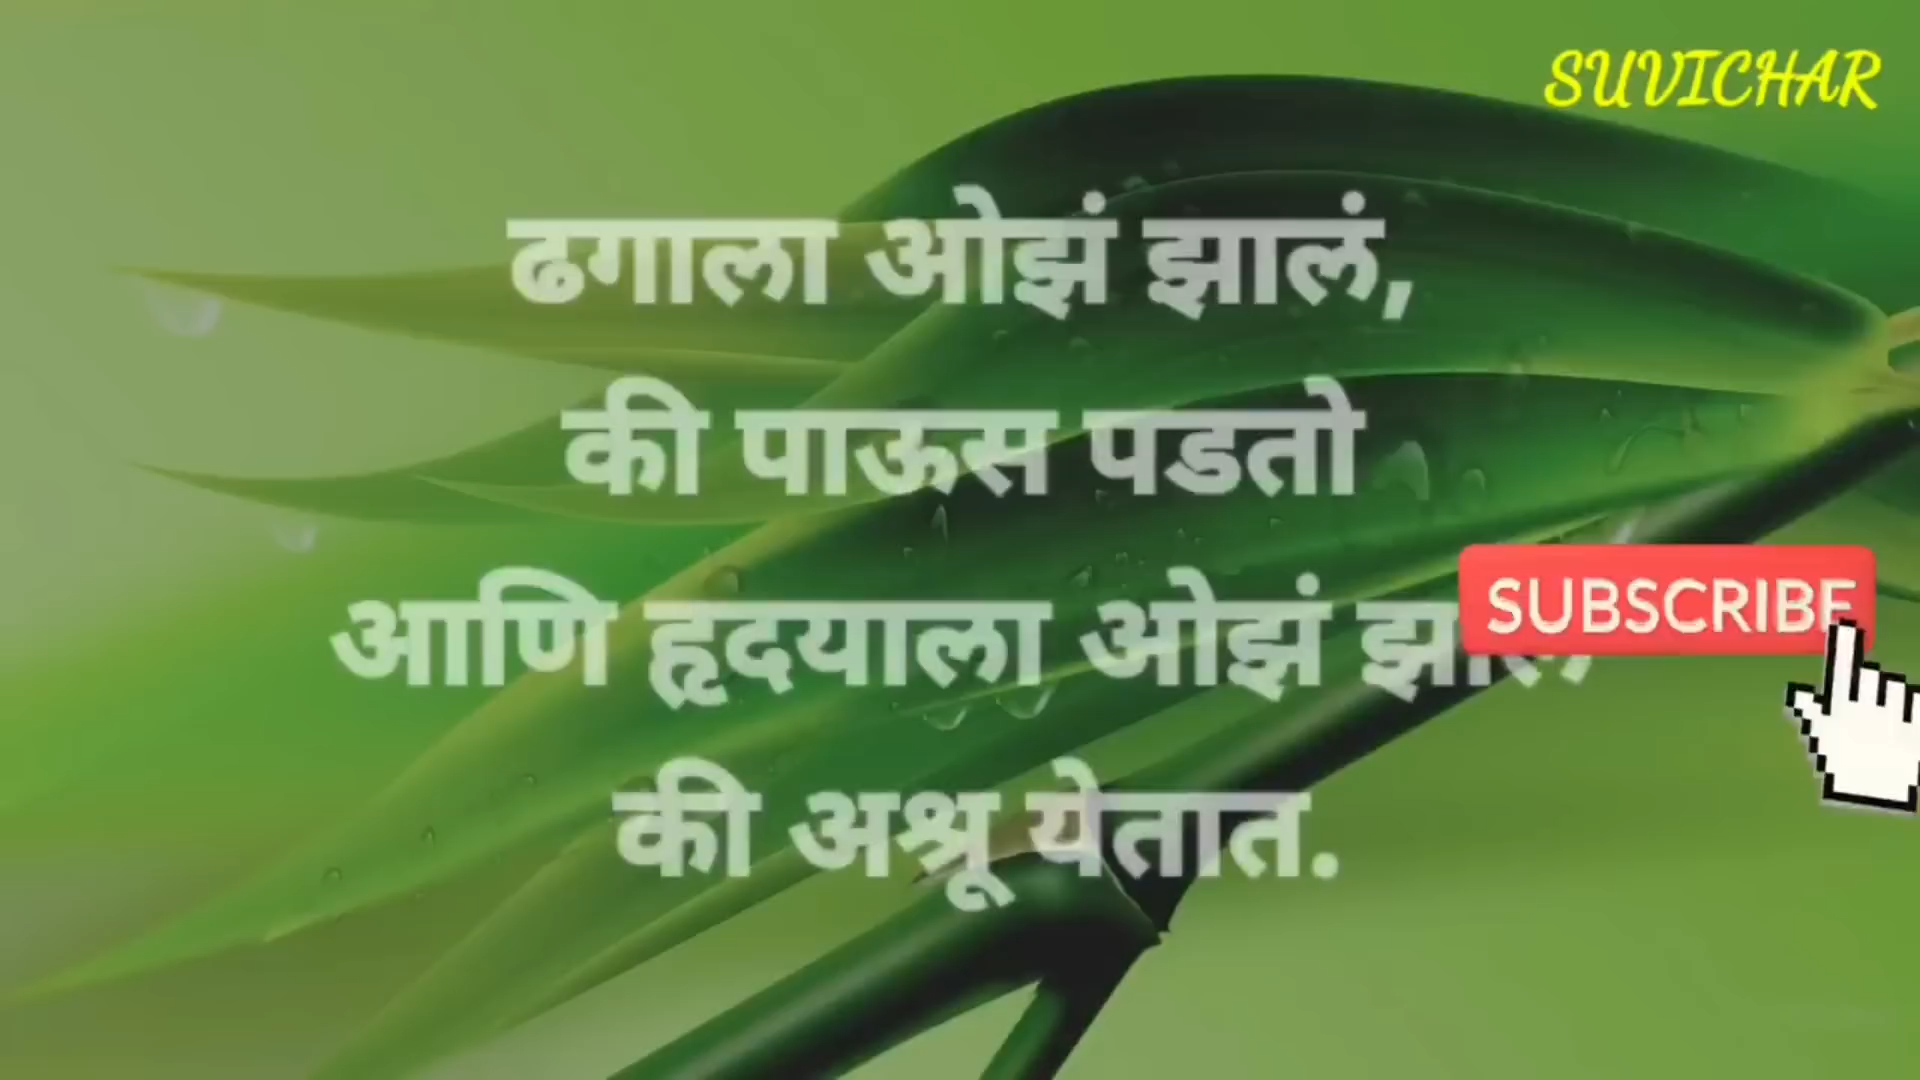 SUVICHAR
ढगाला ओझं झालं,
की पाऊस पडतो
आणि हृदयाला ओझं
SUBSCRIBE
की अश्रू येतात.